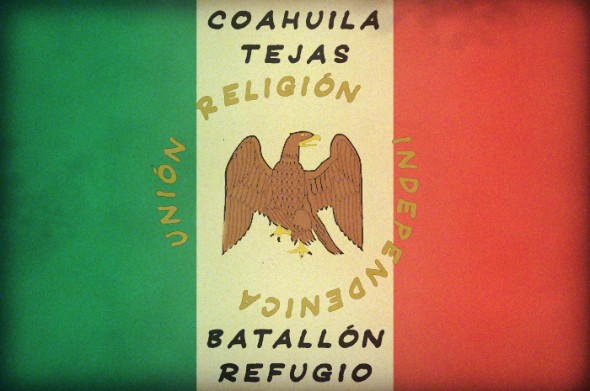 COAHUILA
TEJAS
UNIÓN RELIGIÓN INDEPENDENICA
BATALLÓN
REFUGIO